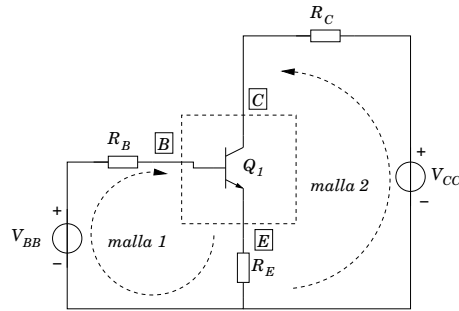 R_C
C
R_B
B
Q_1
+
V_CC
−
malla 2
+
V_BB
−
malla 1
E
R_E